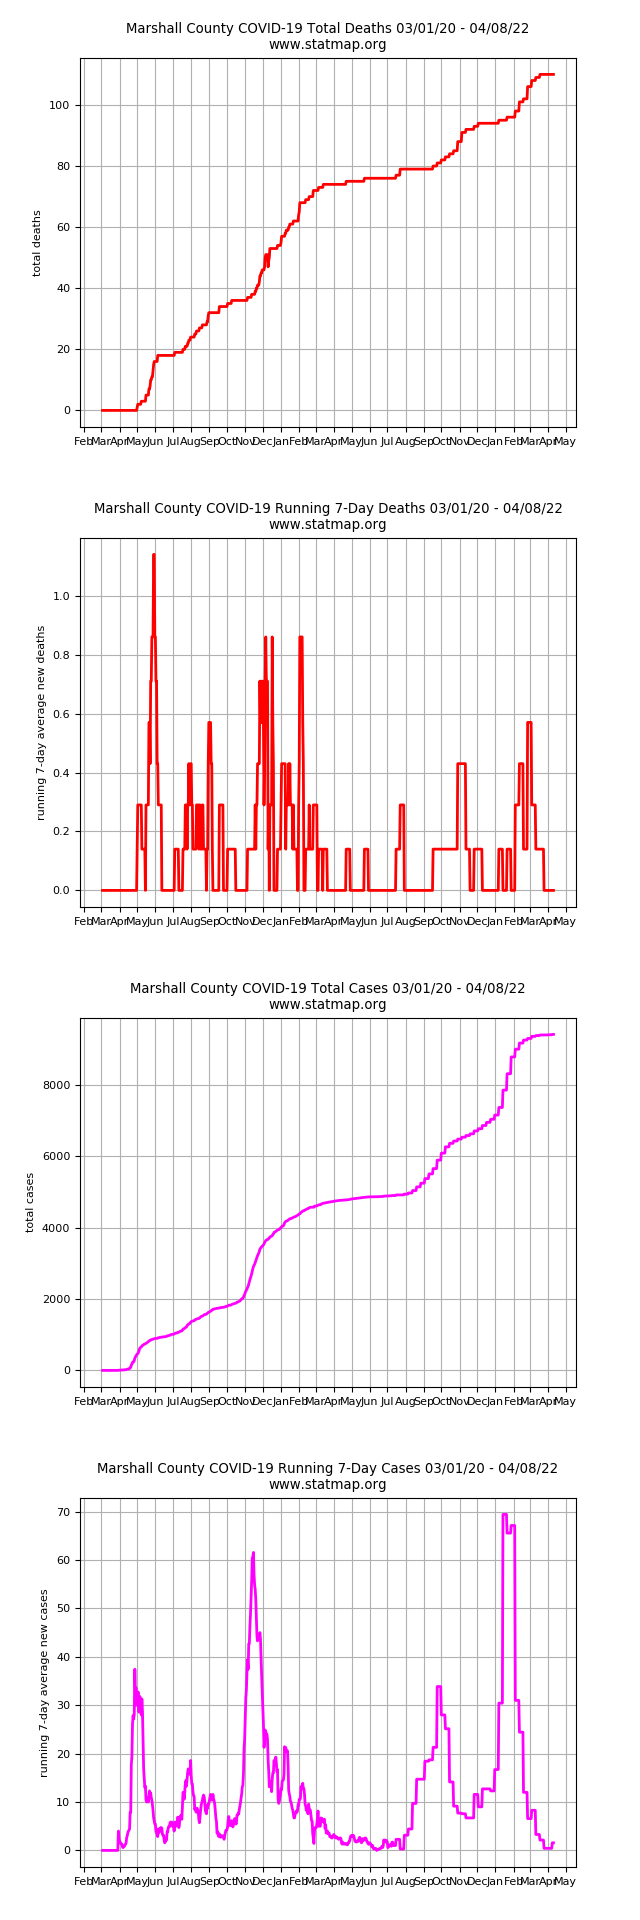 Marshall County COVID-19 Total Deaths 03/01/20 - 04/08/22
www.statmap.org
100
80
60
40
20
0
total deaths
Feb Mar Apr May Jun Jul Aug Sep Oct Nov Dec Jan Feb Mar Apr May Jun Jul Aug Sep Oct Nov Dec Jan Feb Mar Apr May
Marshall County COVID-19 Running 7-Day Deaths 03/01/20 - 04/08/22
www.statmap.org
1.0
0.8
0.6
0.4
0.2
0.0
running 7-day average new deaths
Feb Mar Apr May Jun Jul Aug Sep Oct Nov Dec Jan Feb Mar Apr May Jun Jul Aug Sep Oct Nov Dec Jan Feb Mar Apr May
Marshall County COVID-19 Total Cases 03/01/20 - 04/08/22
www.statmap.org
8000
6000
4000
2000
0
total cases
Feb Mar Apr May Jun Jul Aug Sep Oct Nov Dec Jan Feb Mar Apr May Jun Jul Aug Sep Oct Nov Dec Jan Feb Mar Apr May
Marshall County COVID-19 Running 7-Day Cases 03/01/20 - 04/08/22
www.statmap.org
70
60
50
40
30
20
10
0
running 7-day average new cases
Feb Mar Apr May Jun Jul Aug Sep Oct Nov Dec Jan Feb Mar Apr May Jun Jul Aug Sep Oct Nov Dec Jan Feb Mar Apr May